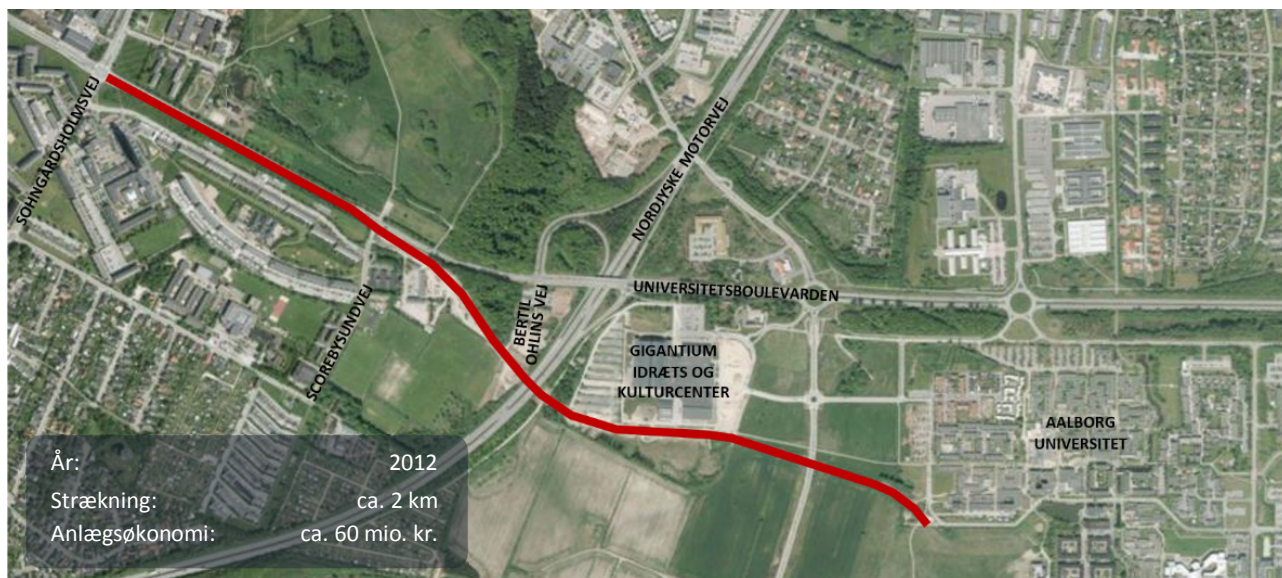 SOHNGÅRDSHOLMSVEJ
NORDJYSKE MOTORVEJ
UNIVERSITETSBOULEVARDEN
BERTIL
OHLINS VEJ
SCOREBYSUNDVEJ
GIGANTIUM
IDRÆTS OG
KULTURCENTER
AALBORG
UNIVERSITET
År: 2012
Strækning: ca. 2 km
Anlægsøkonomi: ca. 60 mio. kr.